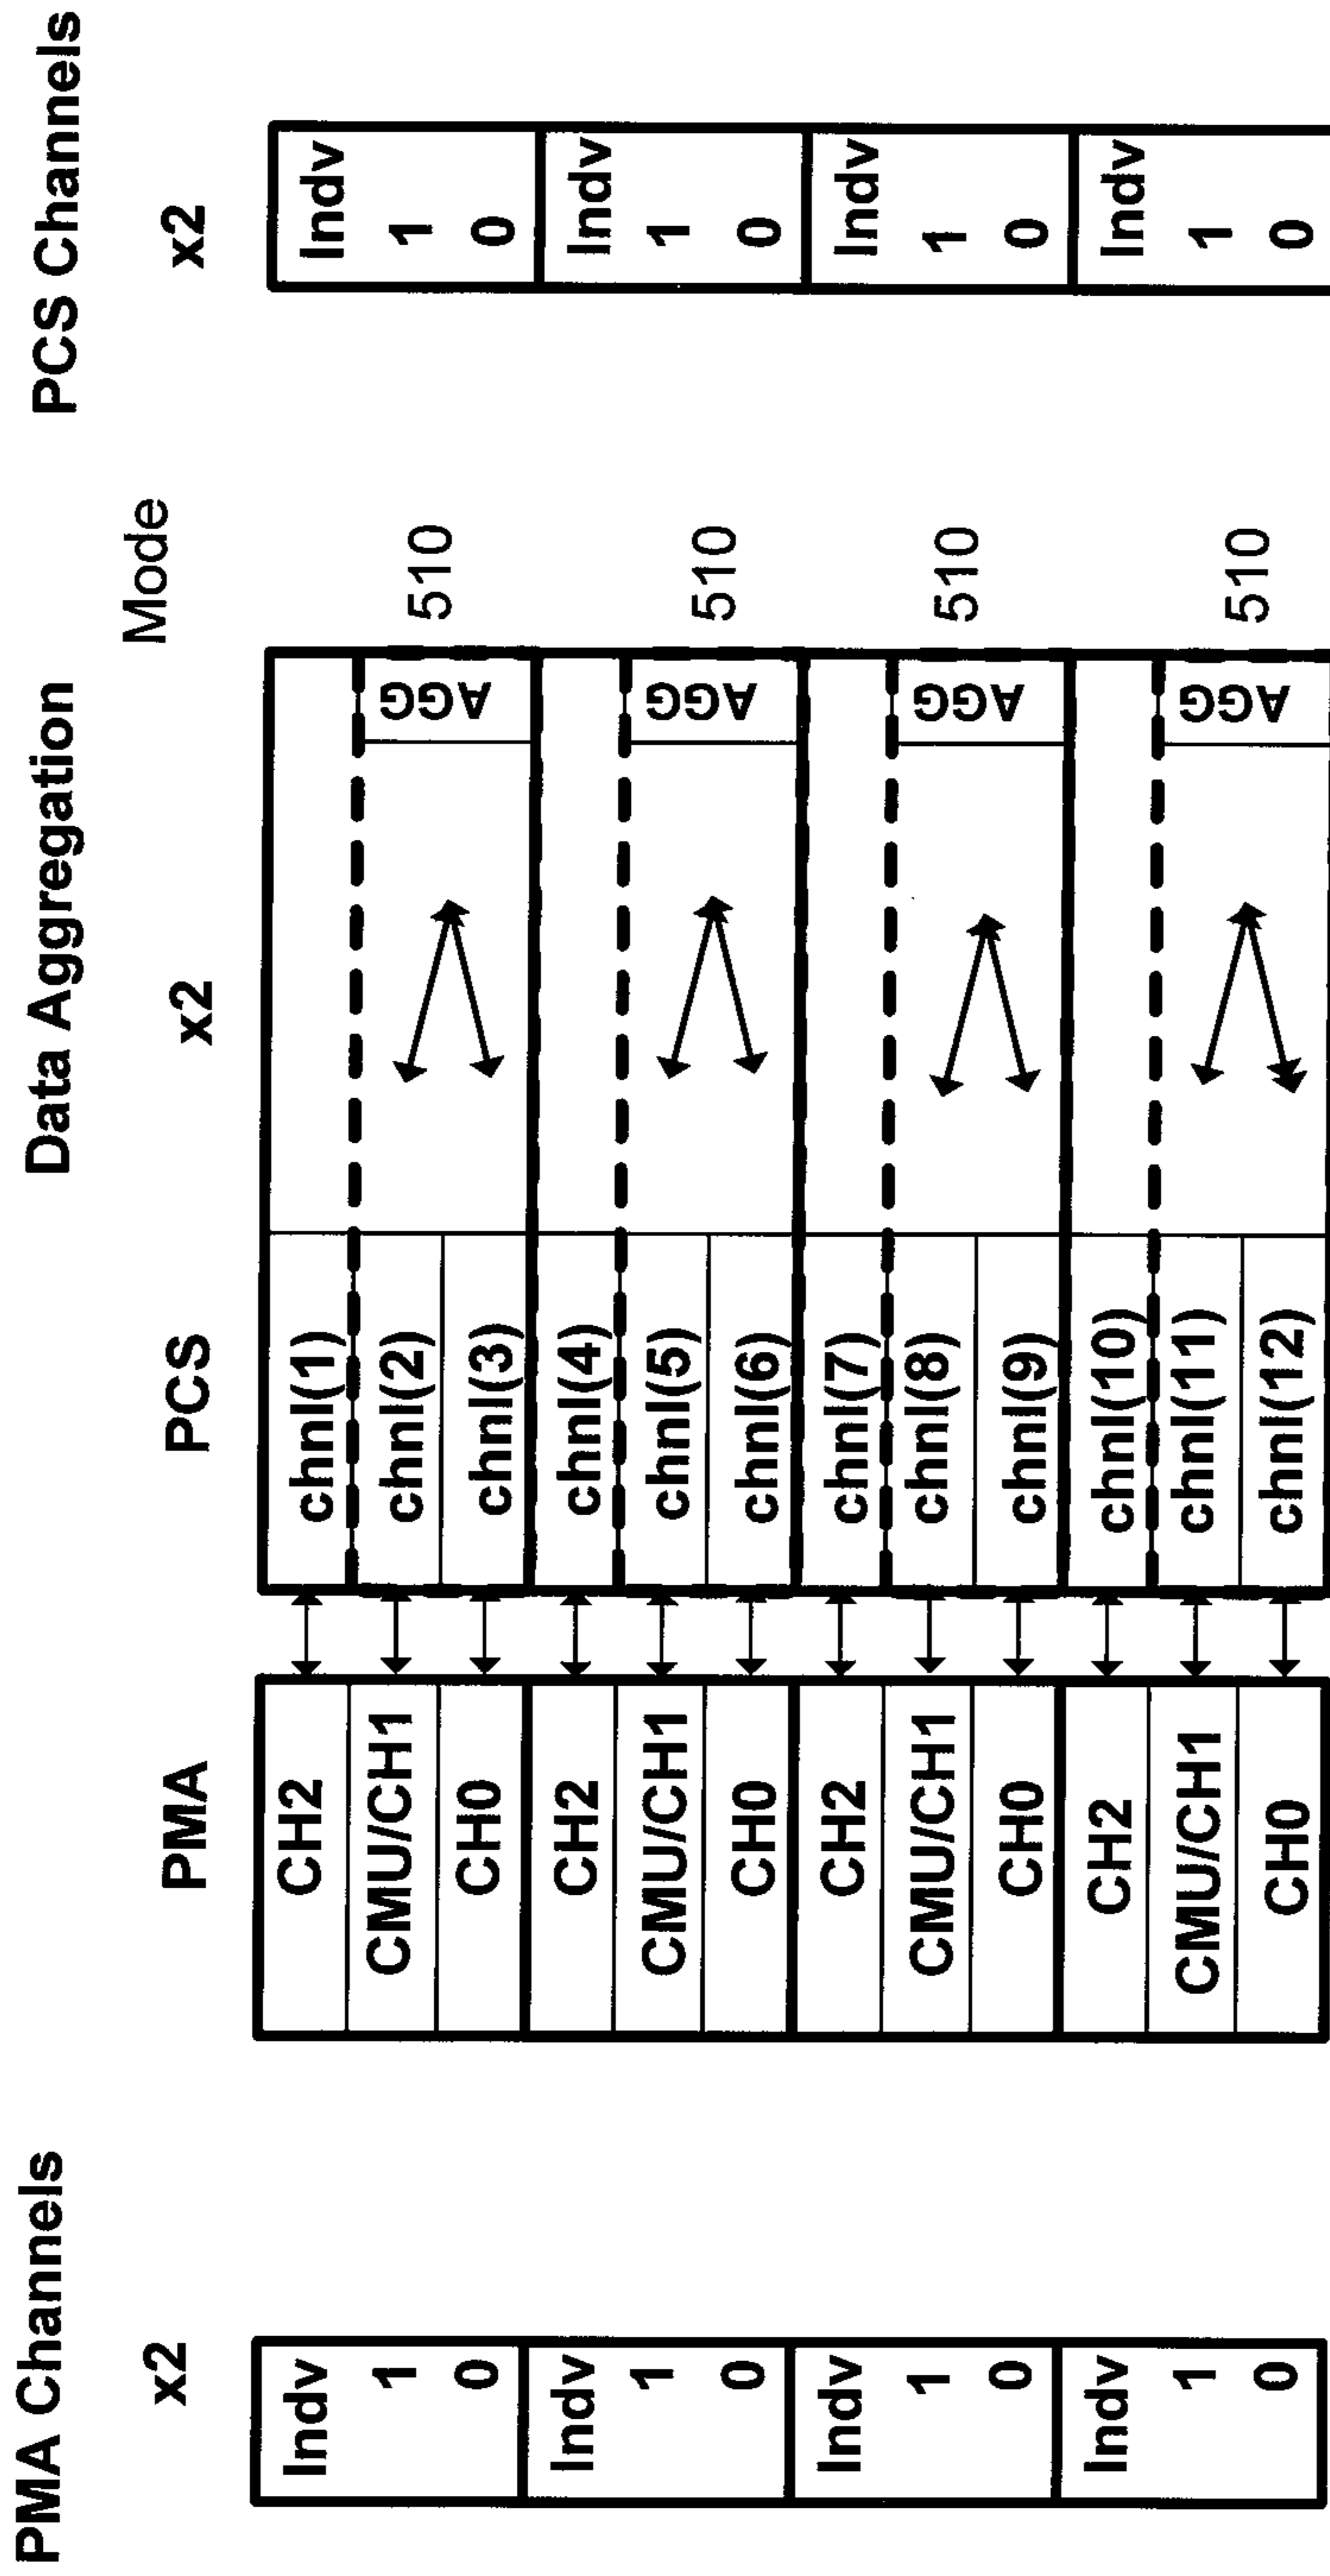 PMA Channels
Data Aggregation
PCS Channels
x2
PMA
PCS
x2
Mode
x2
Indv
CH2
chnl(1)
Indv
1
CMU/CH1
chnl(2)
AGG
510
1
0
CH0
chnl(3)
0
Indv
CH2
chnl(4)
Indv
1
CMU/CH1
chnl(5)
AGG
510
1
0
CH0
chnl(6)
0
Indv
CH2
chnl(7)
Indv
1
CMU/CH1
chnl(8)
AGG
510
1
0
CH0
chnl(9)
0
Indv
CH2
chnl(10)
Indv
1
CMU/CH1
chnl(11)
AGG
510
1
0
CH0
chnl(12)
0